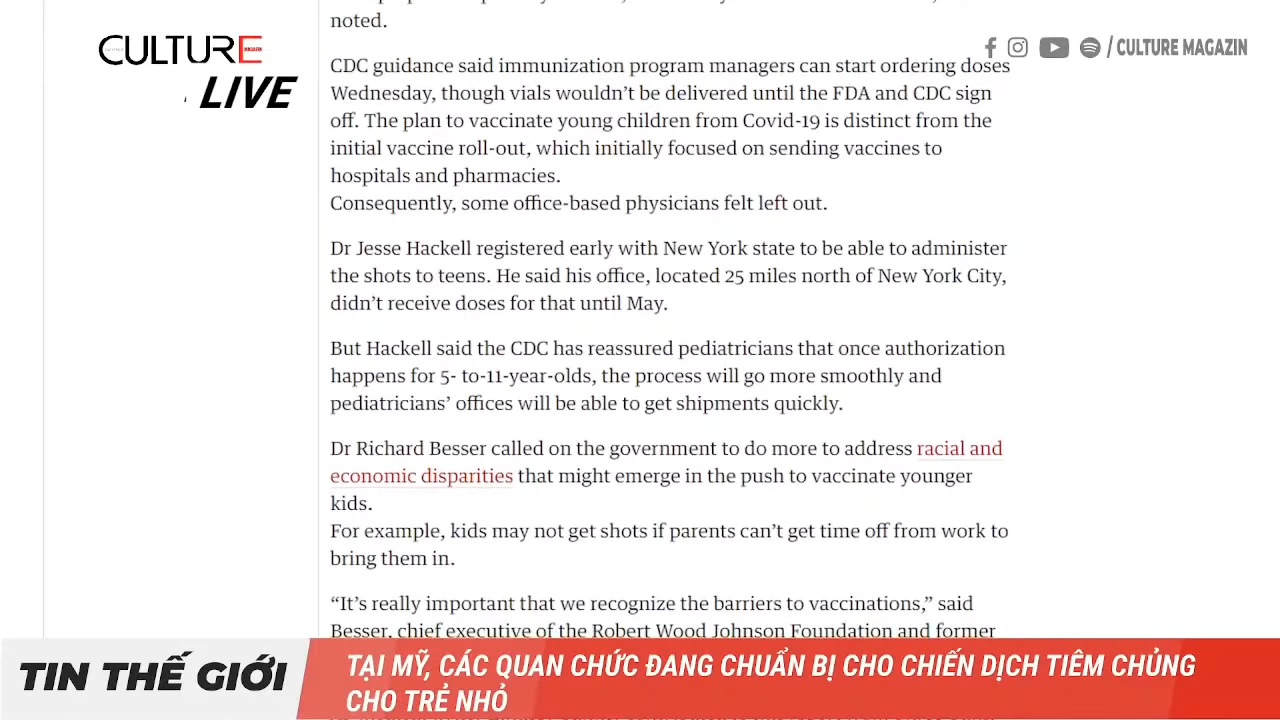 noted.
CULTURE
MAGAZIN
LIVE
/ CULTURE MAGAZIN
CDC guidance said immunization program managers can start ordering doses
Wednesday, though vials wouldn’t be delivered until the FDA and CDC sign
off. The plan to vaccinate young children from Covid-19 is distinct from the
initial vaccine roll-out, which initially focused on sending vaccines to
hospitals and pharmacies.
Consequently, some office-based physicians felt left out.
Dr Jesse Hackell registered early with New York state to be able to administer
the shots to teens. He said his office, located 25 miles north of New York City,
didn’t receive doses for that until May.
But Hackell said the CDC has reassured pediatricians that once authorization
happens for 5- to-11-year-olds, the process will go more smoothly and
pediatricians’ offices will be able to get shipments quickly.
Dr Richard Besser called on the government to do more to address racial and
economic disparities that might emerge in the push to vaccinate younger
kids.
For example, kids may not get shots if parents can’t get time off from work to
bring them in.
“It’s really important that we recognize the barriers to vaccinations,” said
Besser, chief executive of the Robert Wood Johnson Foundation and former
TIN THẾ GIỚI
TẠI MỸ, CÁC QUAN CHỨC ĐANG CHUẨN BỊ CHO CHIẾN DỊCH TIÊM CHỦNG
CHO TRẺ NHỎ